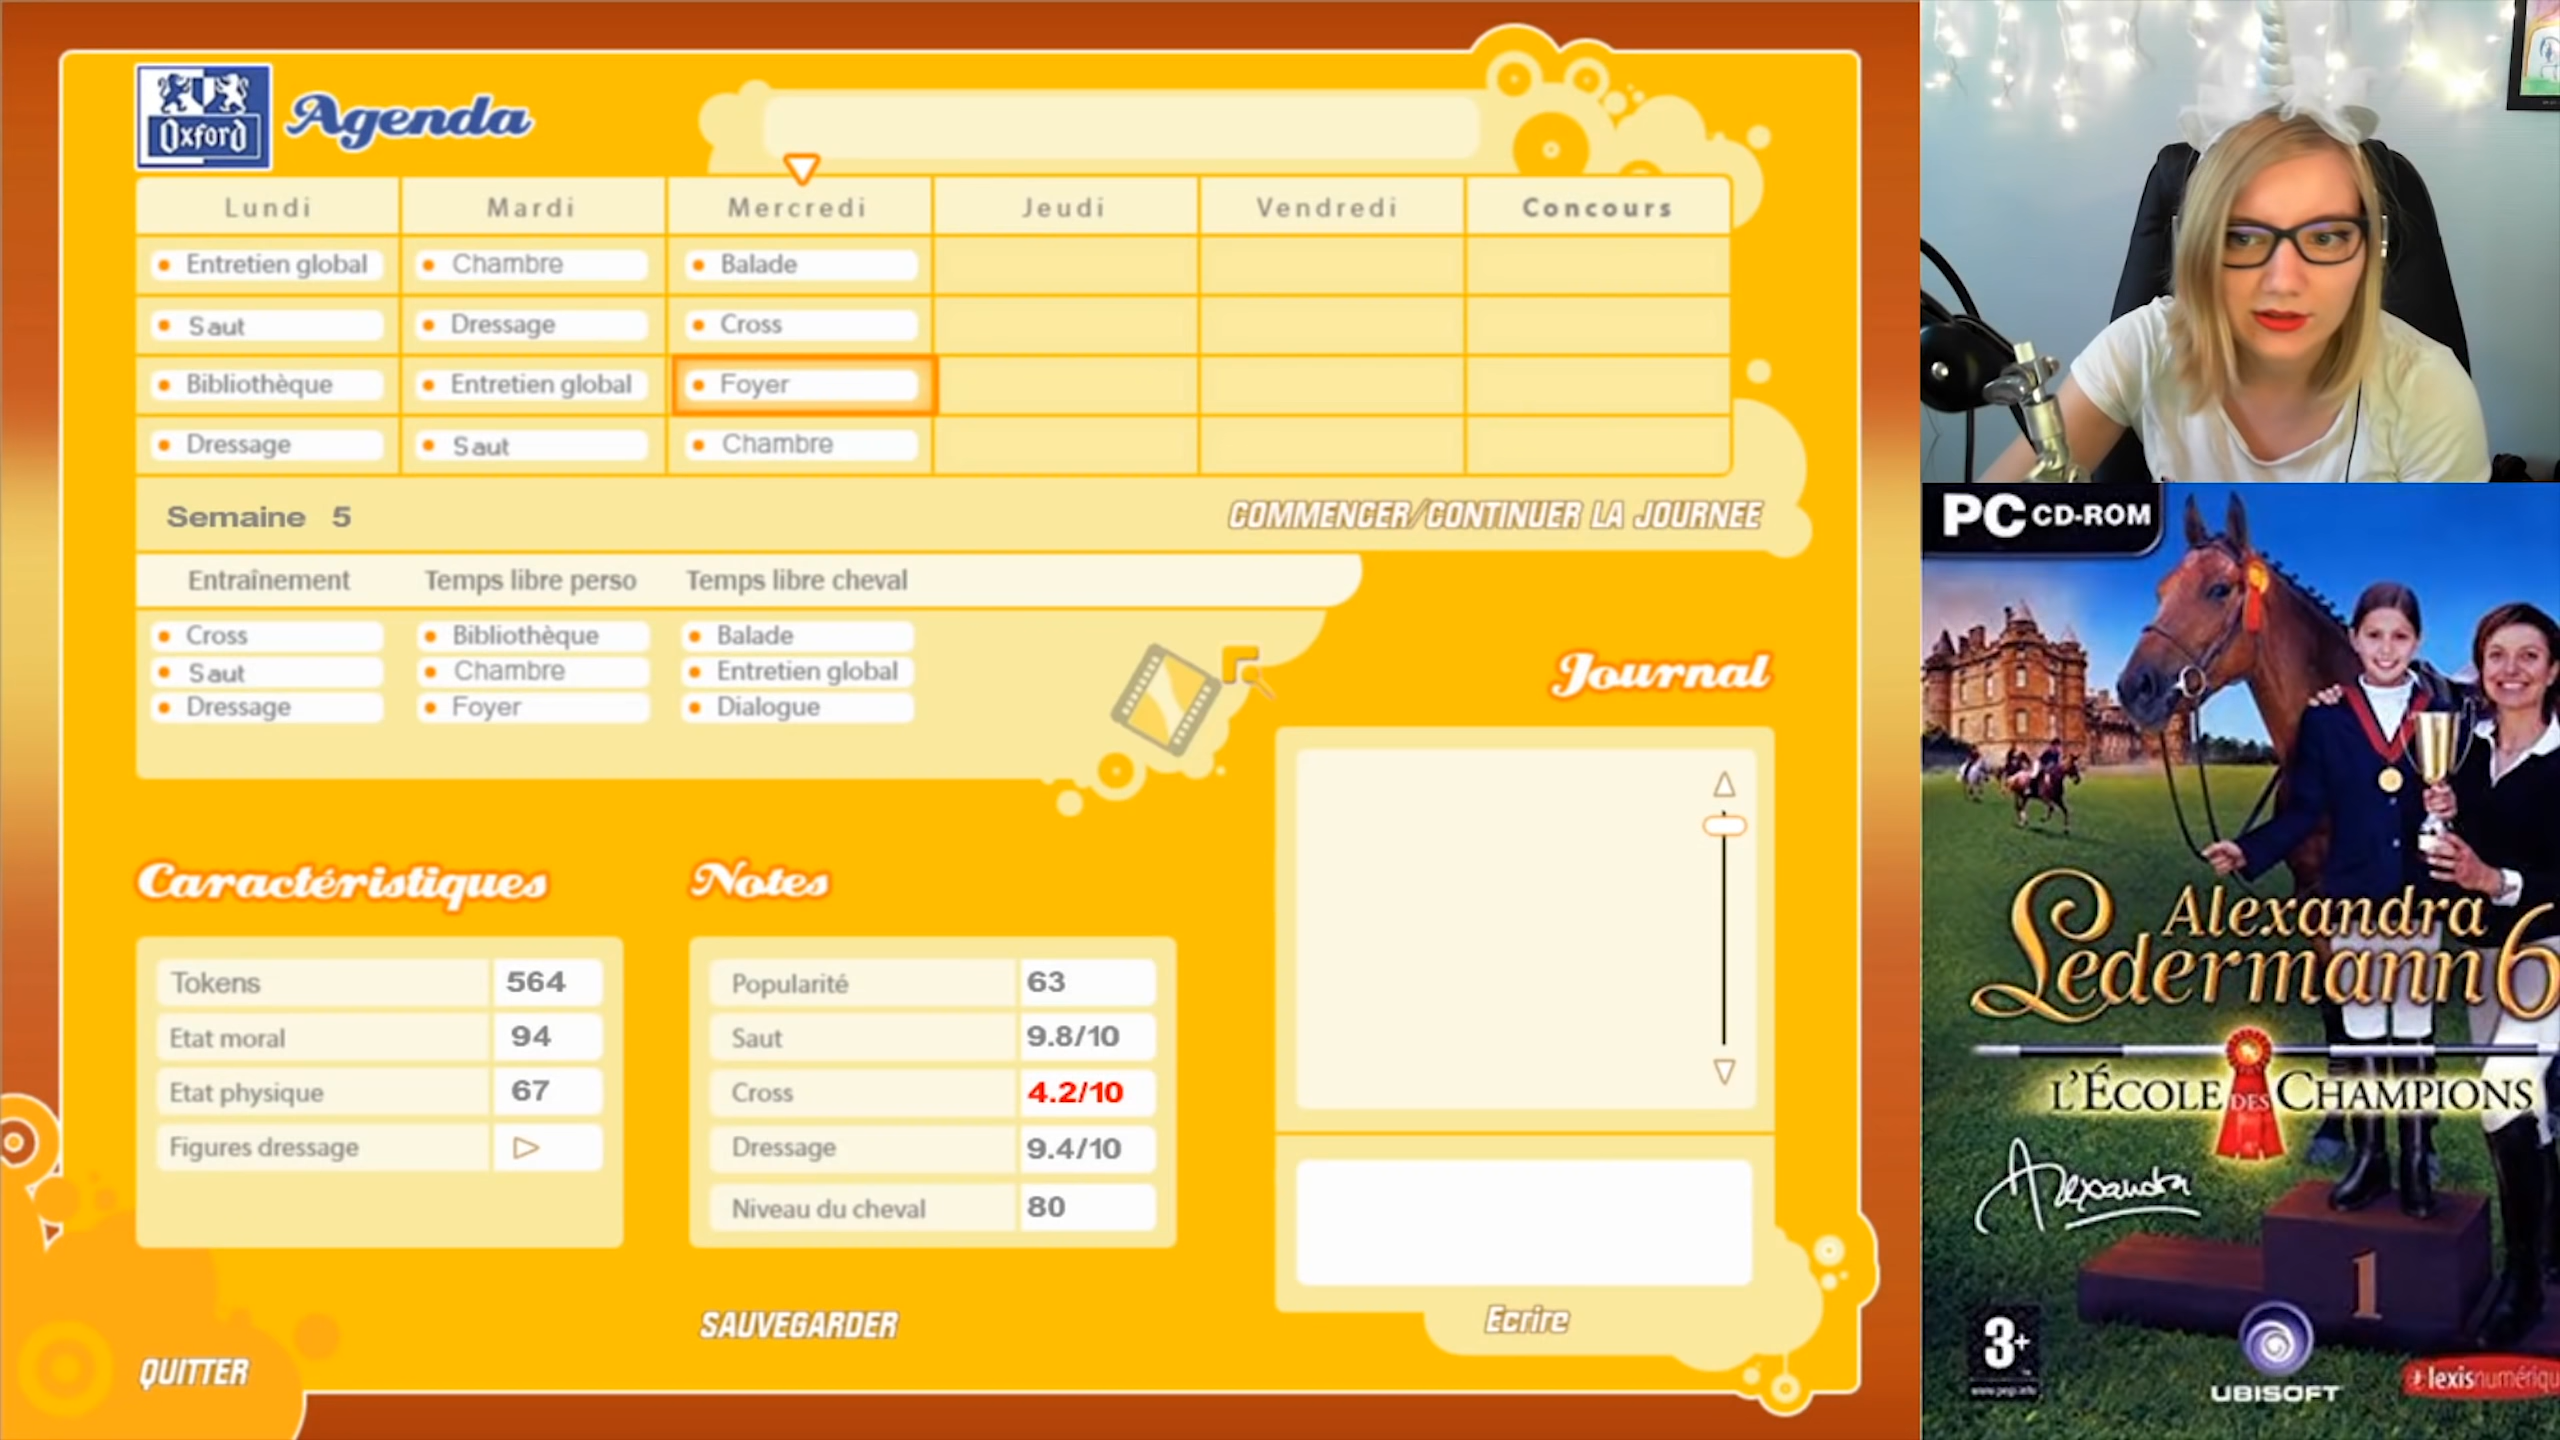 Oxford
Agenda
Lundi Mardi Mercredi Jeudi Vendredi Concours
Entretien global Chambre Balade
Saut Dressage Cross
Bibliothèque Entretien global Foyer
Dressage Saut Chambre
Semaine 5
COMMENCER/CONTINUER LA JOURNEE
Entraînement Temps libre perso Temps libre cheval
Cross Bibliothèque Balade
Saut Chambre Entretien global
Dressage Foyer Dialogue
Journal
Caractéristiques
Tokens 564
Etat moral 94
Etat physique 67
Figures dressage
Notes
Popularité 63
Saut 9.8/10
Cross 4.2/10
Dressage 9.4/10
Niveau du cheval 80
Ecrire
SAUVEGARDER
QUITTER
PC CD-ROM
Alexandra
Ledermann 6
L'ÉCOLE DES CHAMPIONS
Alexandra
1
3+
www.pegi.info
UBISOFT
lexisnumériqu